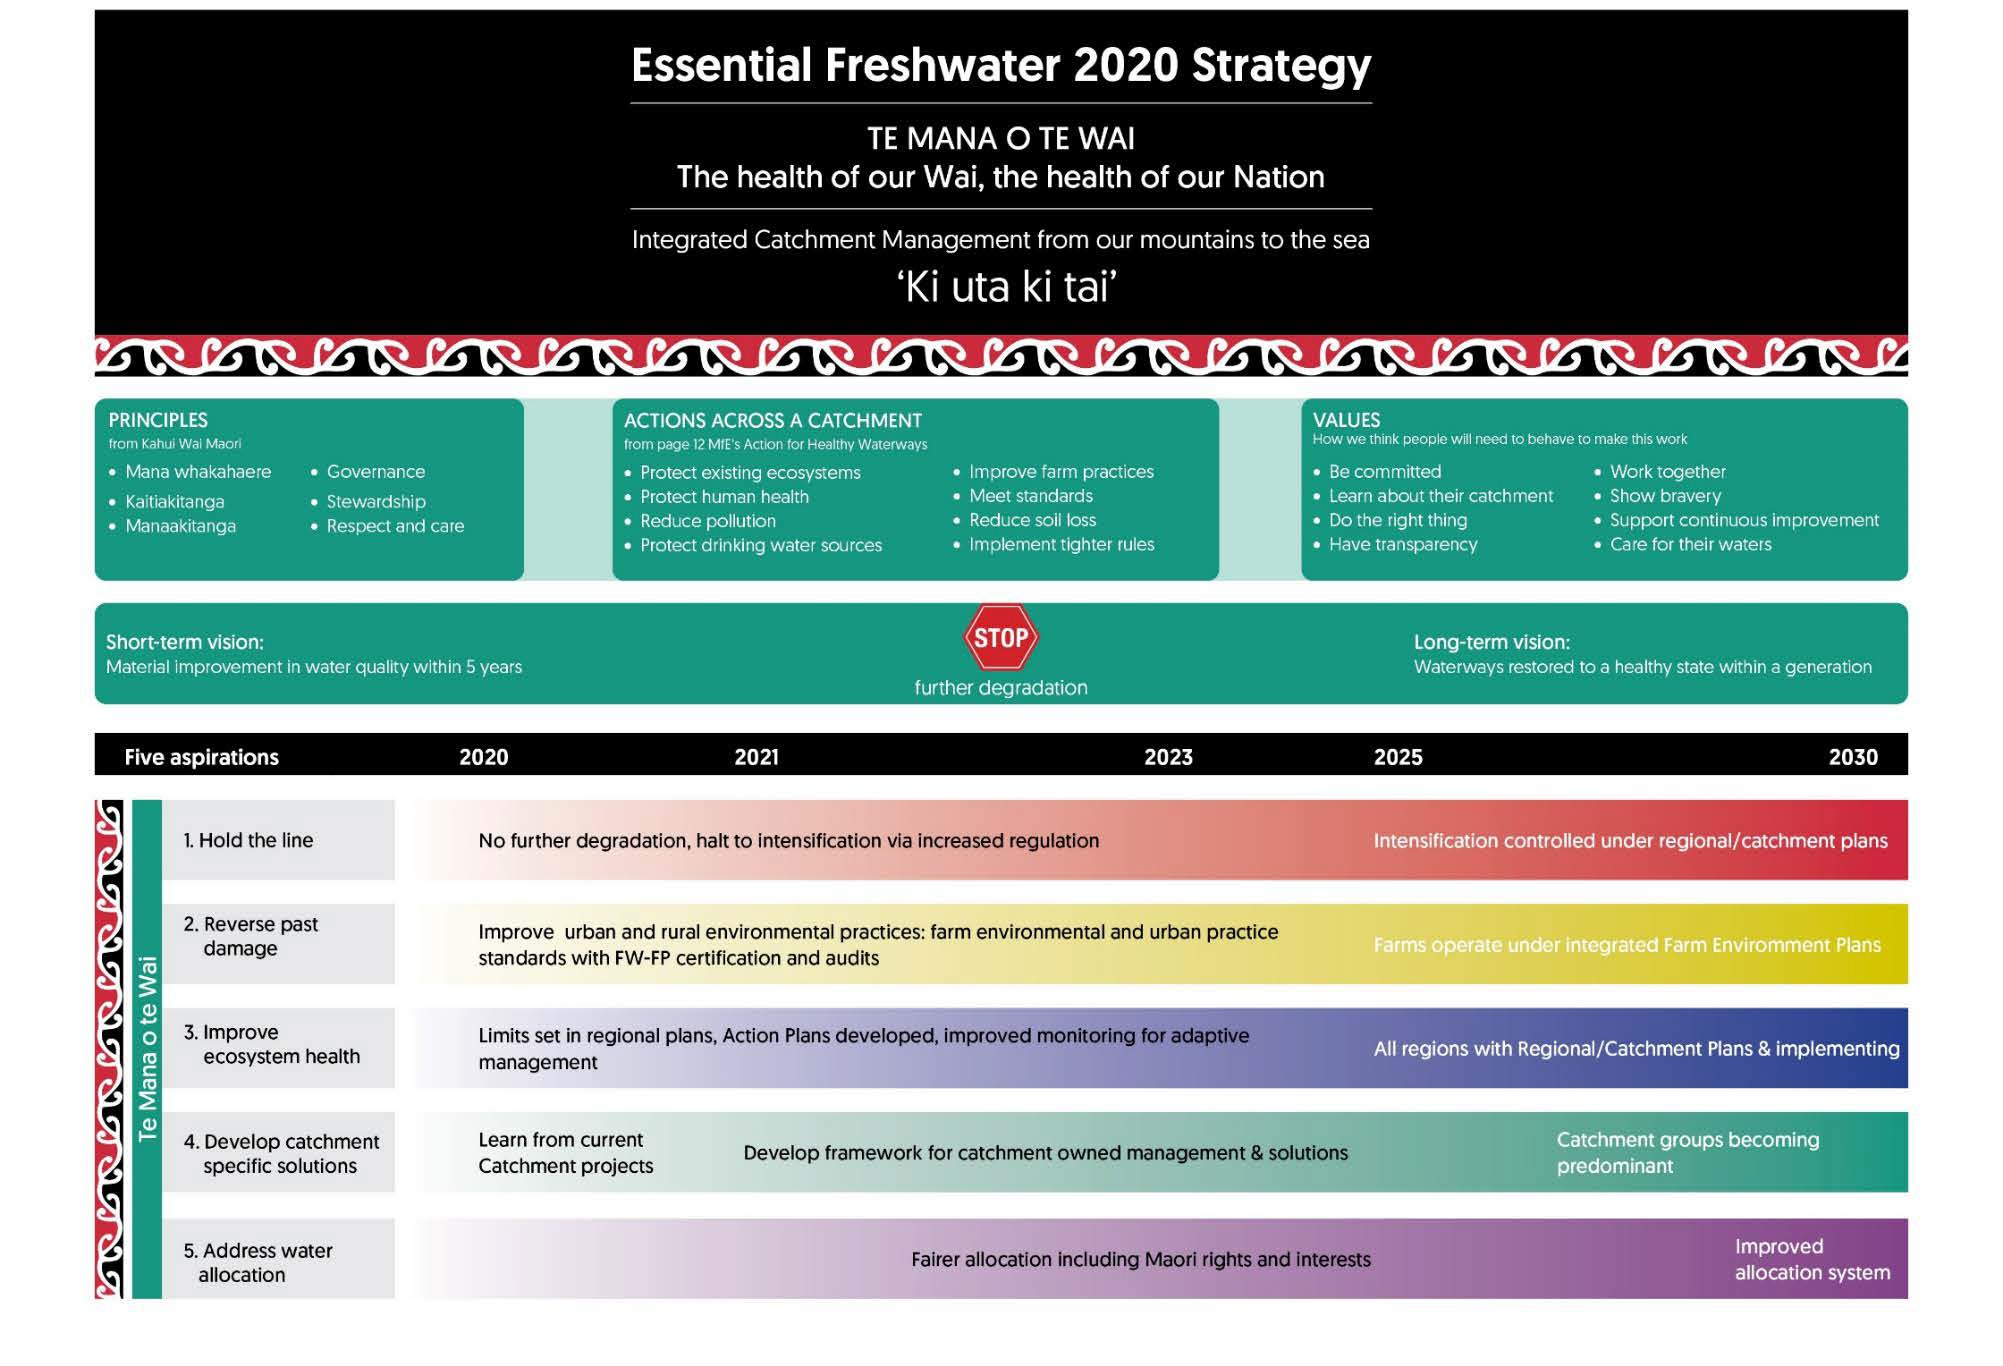 Essential Freshwater 2020 Strategy
TE MANA O TE WAI
The health of our Wai, the health of our Nation
Integrated Catchment Management from our mountains to the sea
‘Ki uta ki tai’
PRINCIPLES
from Kahui Wai Maori
• Mana whakahaere
• Kaitiakitanga
• Manaakitanga
• Governance
• Stewardship
• Respect and care
ACTIONS ACROSS A CATCHMENT
from page 12 MfE's Action for Healthy Waterways
• Protect existing ecosystems
• Protect human health
• Reduce pollution
• Protect drinking water sources
• Improve farm practices
• Meet standards
• Reduce soil loss
• Implement tighter rules
VALUES
How we think people will need to behave to make this work
• Be committed
• Learn about their catchment
• Do the right thing
• Have transparency
• Work together
• Show bravery
• Support continuous improvement
• Care for their waters
Short-term vision:
Material improvement in water quality within 5 years
STOP
further degradation
Long-term vision:
Waterways restored to a healthy state within a generation
Five aspirations 2020 2021 2023 2025 2030
Te Mana o te Wai
1. Hold the line
No further degradation, halt to intensification via increased regulation
Intensification controlled under regional/catchment plans
2. Reverse past
damage
Improve urban and rural environmental practices: farm environmental and urban practice
standards with FW-FP certification and audits
Farms operate under integrated Farm Enviromment Plans
3. Improve
ecosystem health
Limits set in regional plans, Action Plans developed, improved monitoring for adaptive
management
All regions with Regional/Catchment Plans & implementing
4. Develop catchment
specific solutions
Learn from current
Catchment projects
Develop framework for catchment owned management & solutions
Catchment groups becoming
predominant
5. Address water
allocation
Fairer allocation including Maori rights and interests
Improved
allocation system